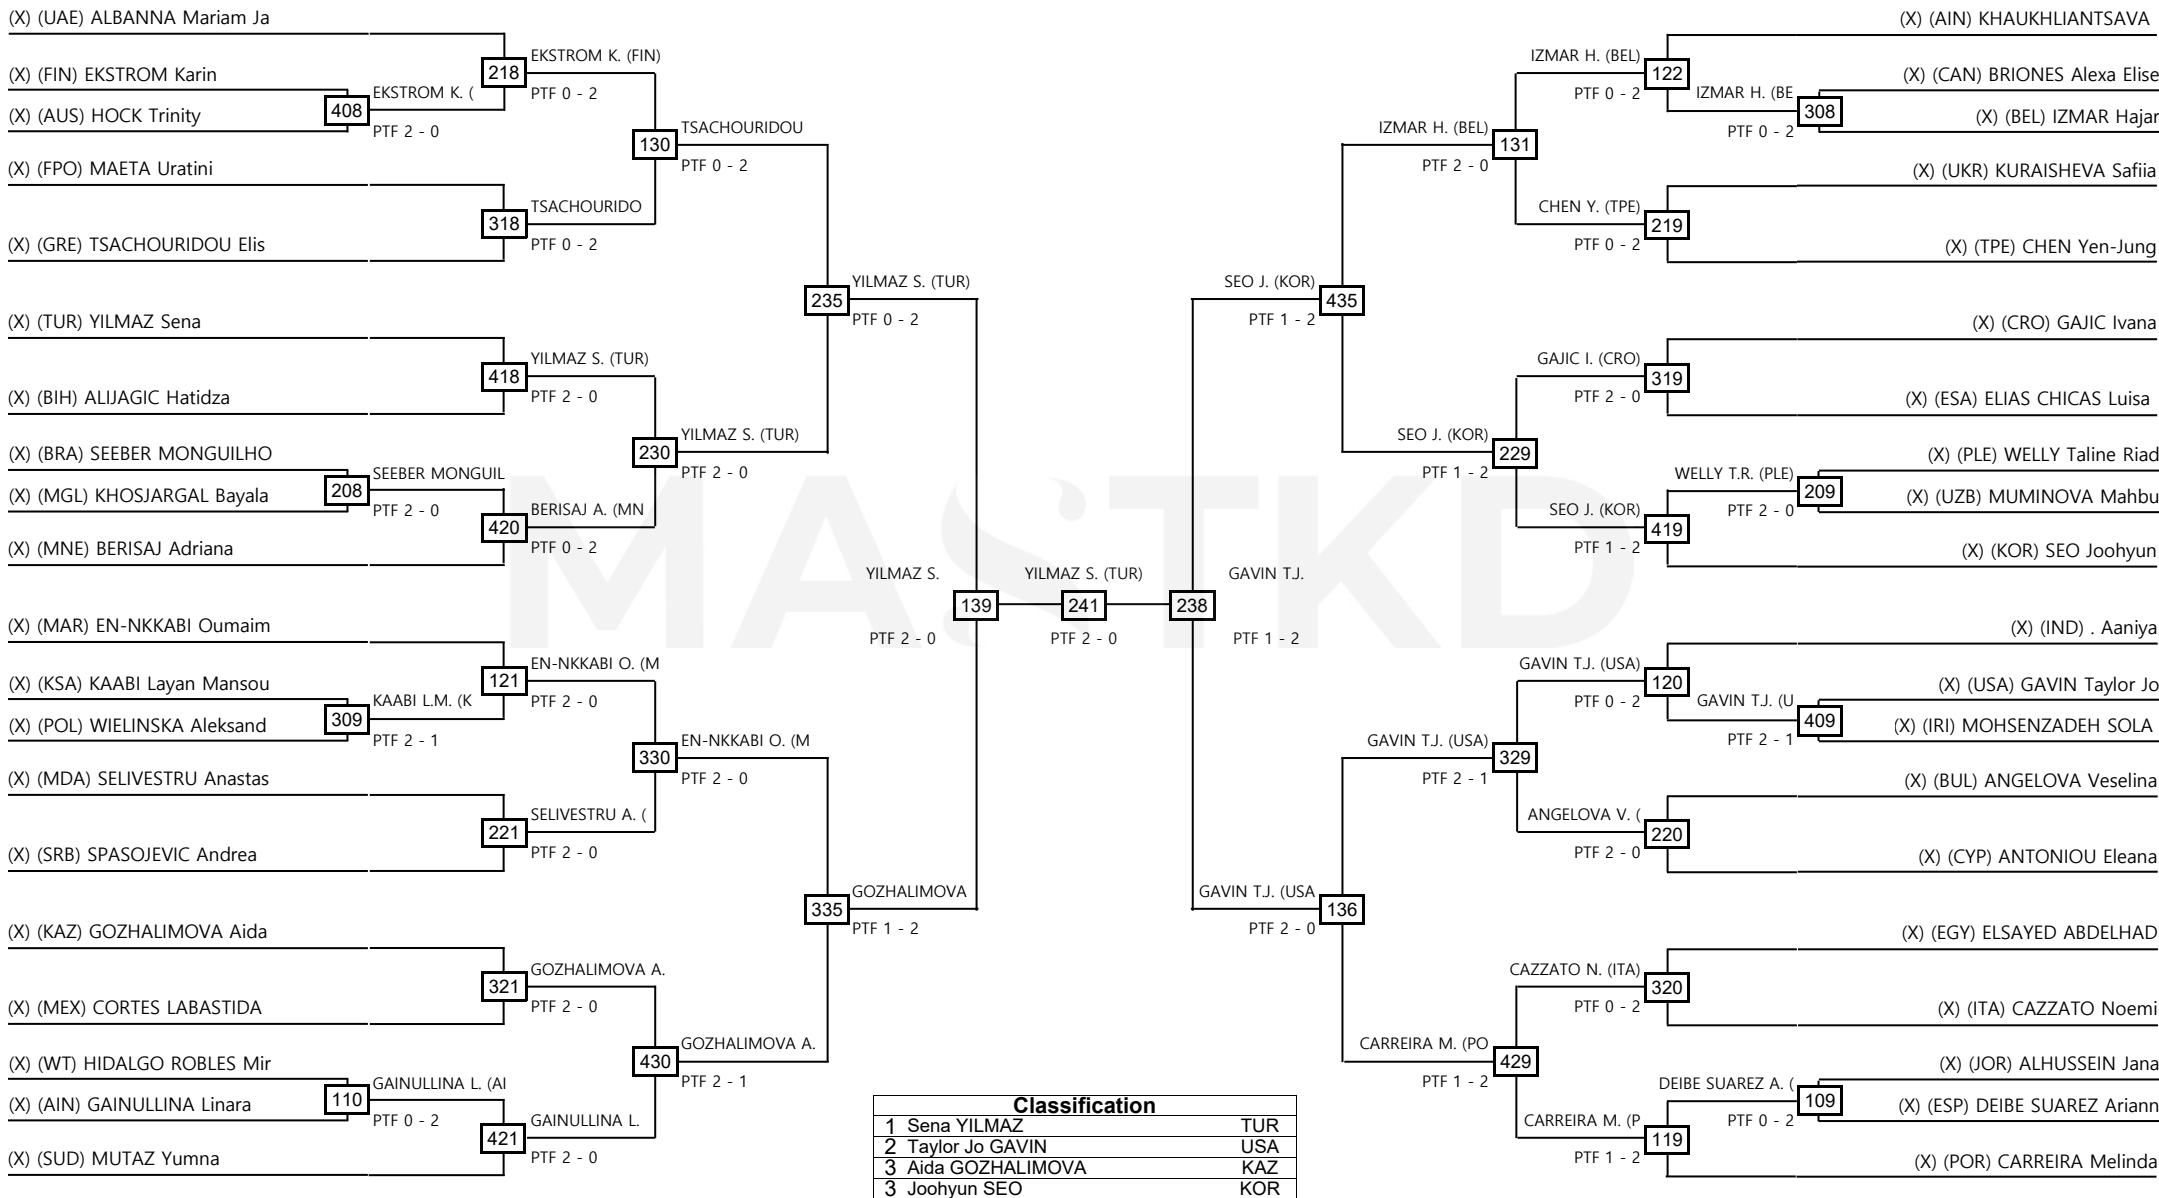 (X) (UAE) ALBANNA Mariam Ja
EKSTROM K. (FIN)
218
PTF 0 - 2
(X) (FIN) EKSTROM Karin
EKSTROM K. (
408
(X) (AUS) HOCK Trinity
PTF 2 - 0
TSACHOURIDOU
130
PTF 0 - 2
(X) (FPO) MAETA Uratini
TSACHOURIDO
318
PTF 0 - 2
(X) (GRE) TSACHOURIDOU Elis
YILMAZ S. (TUR)
235
PTF 0 - 2
(X) (TUR) YILMAZ Sena
YILMAZ S. (TUR)
418
PTF 2 - 0
(X) (BIH) ALIJAGIC Hatidza
YILMAZ S. (TUR)
230
PTF 2 - 0
(X) (BRA) SEEBER MONGUILHO
SEEBER MONGUIL
208
(X) (MGL) KHOSJARGAL Bayala
PTF 2 - 0
BERISAJ A. (MN
420
PTF 0 - 2
(X) (MNE) BERISAJ Adriana
YILMAZ S.
139
PTF 2 - 0
YILMAZ S. (TUR)
241
PTF 2 - 0
GAVIN T.J.
238
PTF 1 - 2
MASTKD
(X) (MAR) EN-NKKABI Oumaim
EN-NKKABI O. (M
121
PTF 2 - 0
(X) (KSA) KAABI Layan Mansou
KAABI L.M. (K
309
(X) (POL) WIELINSKA Aleksand
PTF 2 - 1
EN-NKKABI O. (M
330
PTF 2 - 0
(X) (MDA) SELIVESTRU Anastas
SELIVESTRU A. (
221
PTF 2 - 0
(X) (SRB) SPASOJEVIC Andrea
GOZHALIMOVA
335
PTF 1 - 2
(X) (KAZ) GOZHALIMOVA Aida
GOZHALIMOVA A.
321
PTF 2 - 0
(X) (MEX) CORTES LABASTIDA
GOZHALIMOVA A.
430
PTF 2 - 1
(X) (WT) HIDALGO ROBLES Mir
GAINULLINA L. (AI
110
(X) (AIN) GAINULLINA Linara
PTF 0 - 2
GAINULLINA L.
421
PTF 2 - 0
(X) (SUD) MUTAZ Yumna
(X) (AIN) KHAUKHLIANTSAVA
IZMAR H. (BEL)
122
PTF 0 - 2
(X) (CAN) BRIONES Alexa Elise
IZMAR H. (BE
308
(X) (BEL) IZMAR Hajar
PTF 0 - 2
IZMAR H. (BEL)
131
PTF 2 - 0
(X) (UKR) KURAISHEVA Safiia
CHEN Y. (TPE)
219
PTF 0 - 2
(X) (TPE) CHEN Yen-Jung
SEO J. (KOR)
435
PTF 1 - 2
(X) (CRO) GAJIC Ivana
GAJIC I. (CRO)
319
PTF 2 - 0
(X) (ESA) ELIAS CHICAS Luisa
SEO J. (KOR)
229
PTF 1 - 2
(X) (PLE) WELLY Taline Riad
WELLY T.R. (PLE)
209
(X) (UZB) MUMINOVA Mahbu
PTF 2 - 0
SEO J. (KOR)
419
PTF 1 - 2
(X) (KOR) SEO Joohyun
(X) (IND) . Aaniya
GAVIN T.J. (USA)
120
PTF 0 - 2
(X) (USA) GAVIN Taylor Jo
GAVIN T.J. (U
409
(X) (IRI) MOHSENZADEH SOLA
PTF 2 - 1
GAVIN T.J. (USA)
329
PTF 2 - 1
(X) (BUL) ANGELOVA Veselina
ANGELOVA V. (
220
PTF 2 - 0
(X) (CYP) ANTONIOU Eleana
GAVIN T.J. (USA
136
PTF 2 - 0
(X) (EGY) ELSAYED ABDELHAD
CAZZATO N. (ITA)
320
PTF 0 - 2
(X) (ITA) CAZZATO Noemi
CARREIRA M. (PO
429
PTF 1 - 2
(X) (JOR) ALHUSSEIN Jana
DEIBE SUAREZ A. (
109
(X) (ESP) DEIBE SUAREZ Ariann
PTF 0 - 2
CARREIRA M. (P
119
PTF 1 - 2
(X) (POR) CARREIRA Melinda
Classification
1 Sena YILMAZ TUR
2 Taylor Jo GAVIN USA
3 Aida GOZHALIMOVA KAZ
3 Joohyun SEO KOR